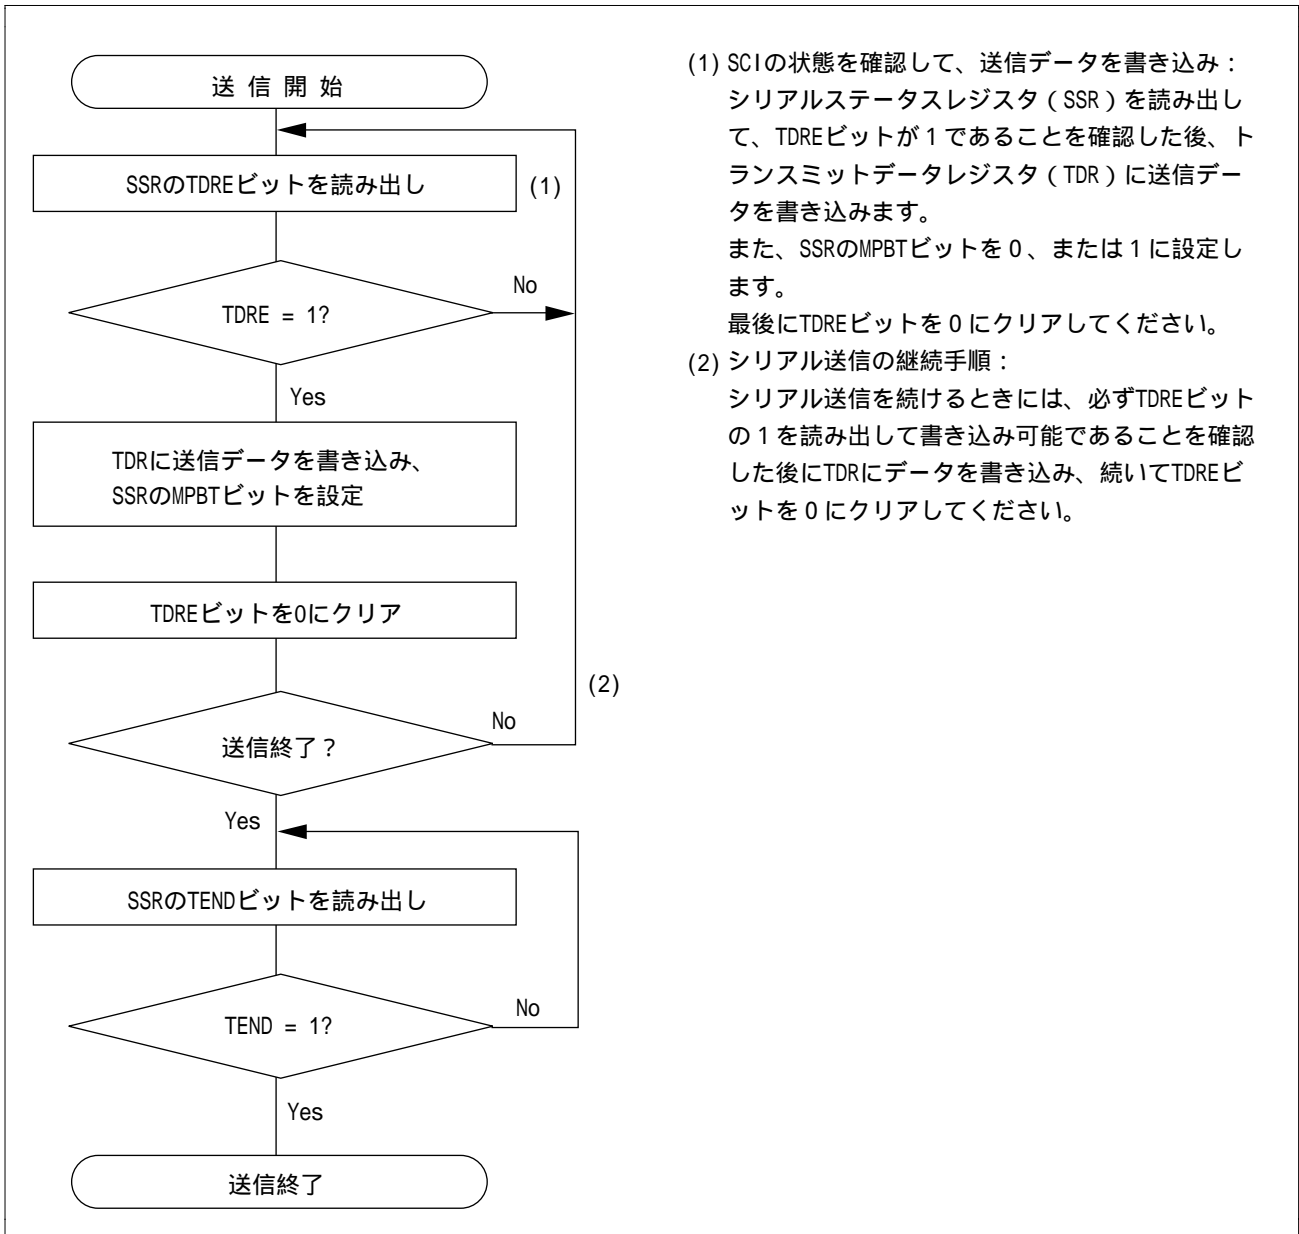 送 信 開 始
SSRのTDREビットを読み出し
(1)
TDRE = 1?
No
Yes
TDRに送信データを書き込み、
SSRのMPBTビットを設定
TDREビットを0にクリア
(2)
送信終了？
No
Yes
SSRのTENDビットを読み出し
TEND = 1?
No
Yes
送信終了
(1) SCIの状態を確認して、送信データを書き込み：
シリアルステータスレジスタ（SSR）を読み出し
て、TDREビットが１であることを確認した後、ト
ランスミットデータレジスタ（TDR）に送信デー
タを書き込みます。
また、SSRのMPBTビットを０、または１に設定し
ます。
最後にTDREビットを０にクリアしてください。
(2) シリアル送信の継続手順：
シリアル送信を続けるときには、必ずTDREビット
の１を読み出して書き込み可能であることを確認
した後にTDRにデータを書き込み、続いてTDREビ
ットを０にクリアしてください。